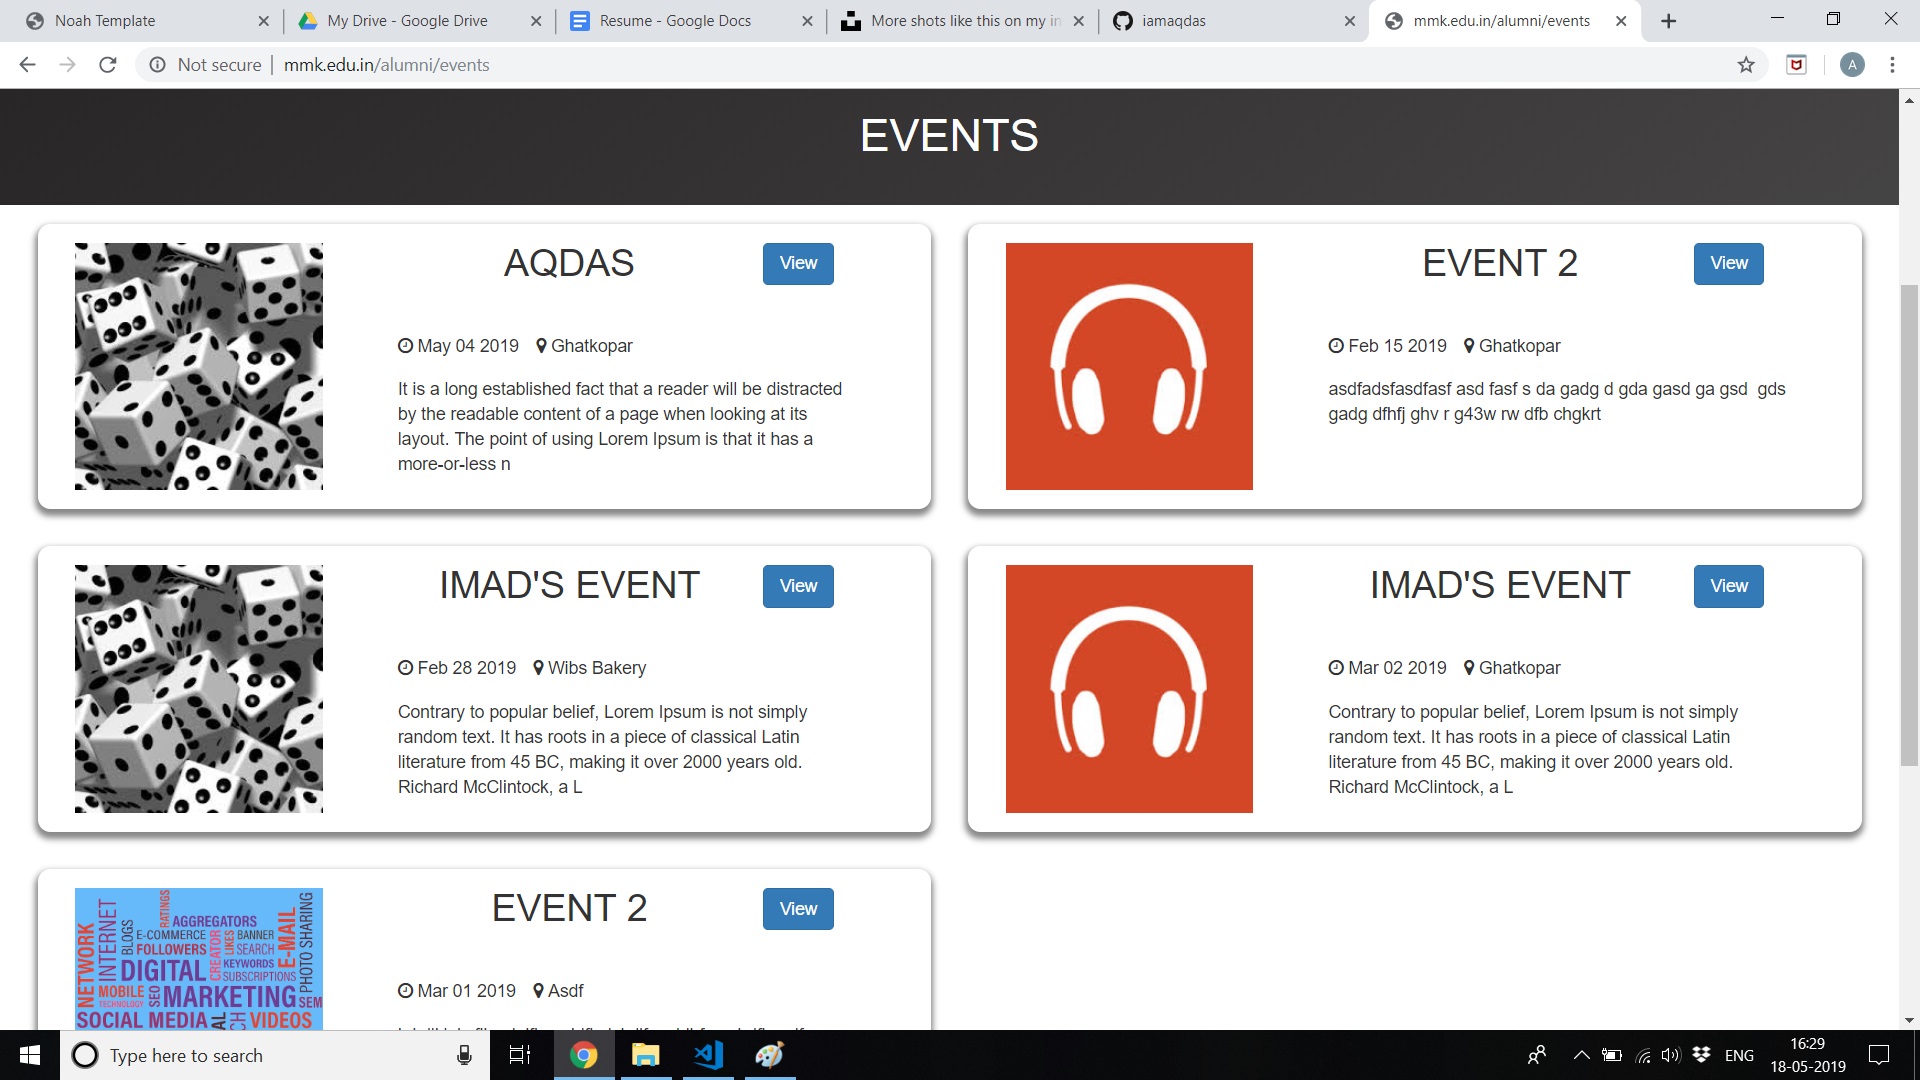 Noah Template
My Drive - Google Drive
Resume - Google Docs
More shots like this on my in
iamaqdas
mmk.edu.in/alumni/events
Not secure | mmk.edu.in/alumni/events
A
EVENTS
AQDAS
View
May 04 2019 Ghatkopar
It is a long established fact that a reader will be distracted
by the readable content of a page when looking at its
layout. The point of using Lorem Ipsum is that it has a
more-or-less n
EVENT 2
View
Feb 15 2019 Ghatkopar
asdfadsfasdfasf asd fasf s da gadg d gda gasd ga gsd  gds
gadg dfhfj ghv r g43w rw dfb chgkrt
IMAD'S EVENT
View
Feb 28 2019 Wibs Bakery
Contrary to popular belief, Lorem Ipsum is not simply
random text. It has roots in a piece of classical Latin
literature from 45 BC, making it over 2000 years old.
Richard McClintock, a L
IMAD'S EVENT
View
Mar 02 2019 Ghatkopar
Contrary to popular belief, Lorem Ipsum is not simply
random text. It has roots in a piece of classical Latin
literature from 45 BC, making it over 2000 years old.
Richard McClintock, a L
NETWORK
INTERNET
BLOGS
RATINGS
AGGREGATORS
E-COMMERCE
CREATOR
LIKES
BANNER
FOLLOWERS
SEARCH
E-MAIL
PHOTO SHARING
DIGITAL
KEYWORDS
SUBSCRIPTIONS
MOBILE
TECHNOLOGY
SEO
MARKETING
SEM
SOCIAL MEDIA
VIDEOS
EVENT 2
View
Mar 01 2019 Asdf
Type here to search
ENG
16:29
18-05-2019